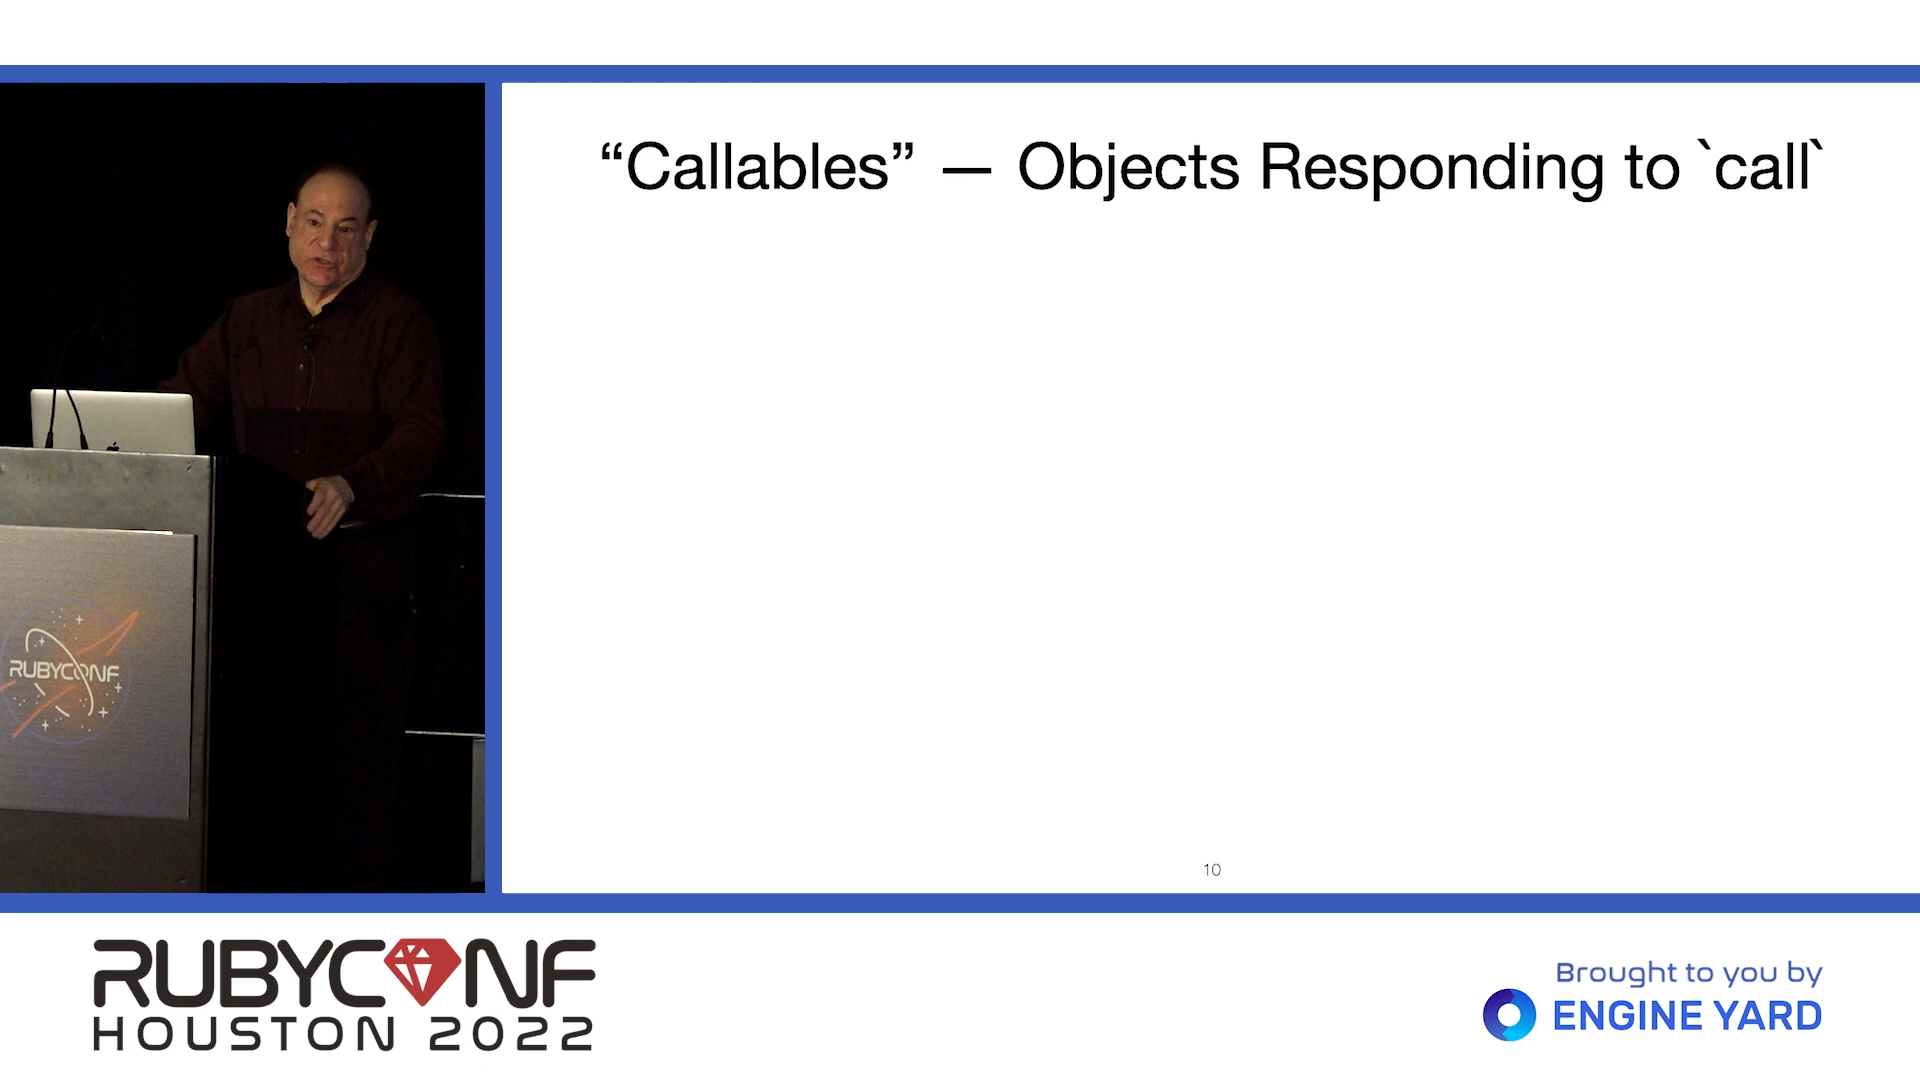 “Callables” — Objects Responding to `call`
10
RUBYCONF
RUBYCONF
HOUSTON 2022
Brought to you by
ENGINE YARD